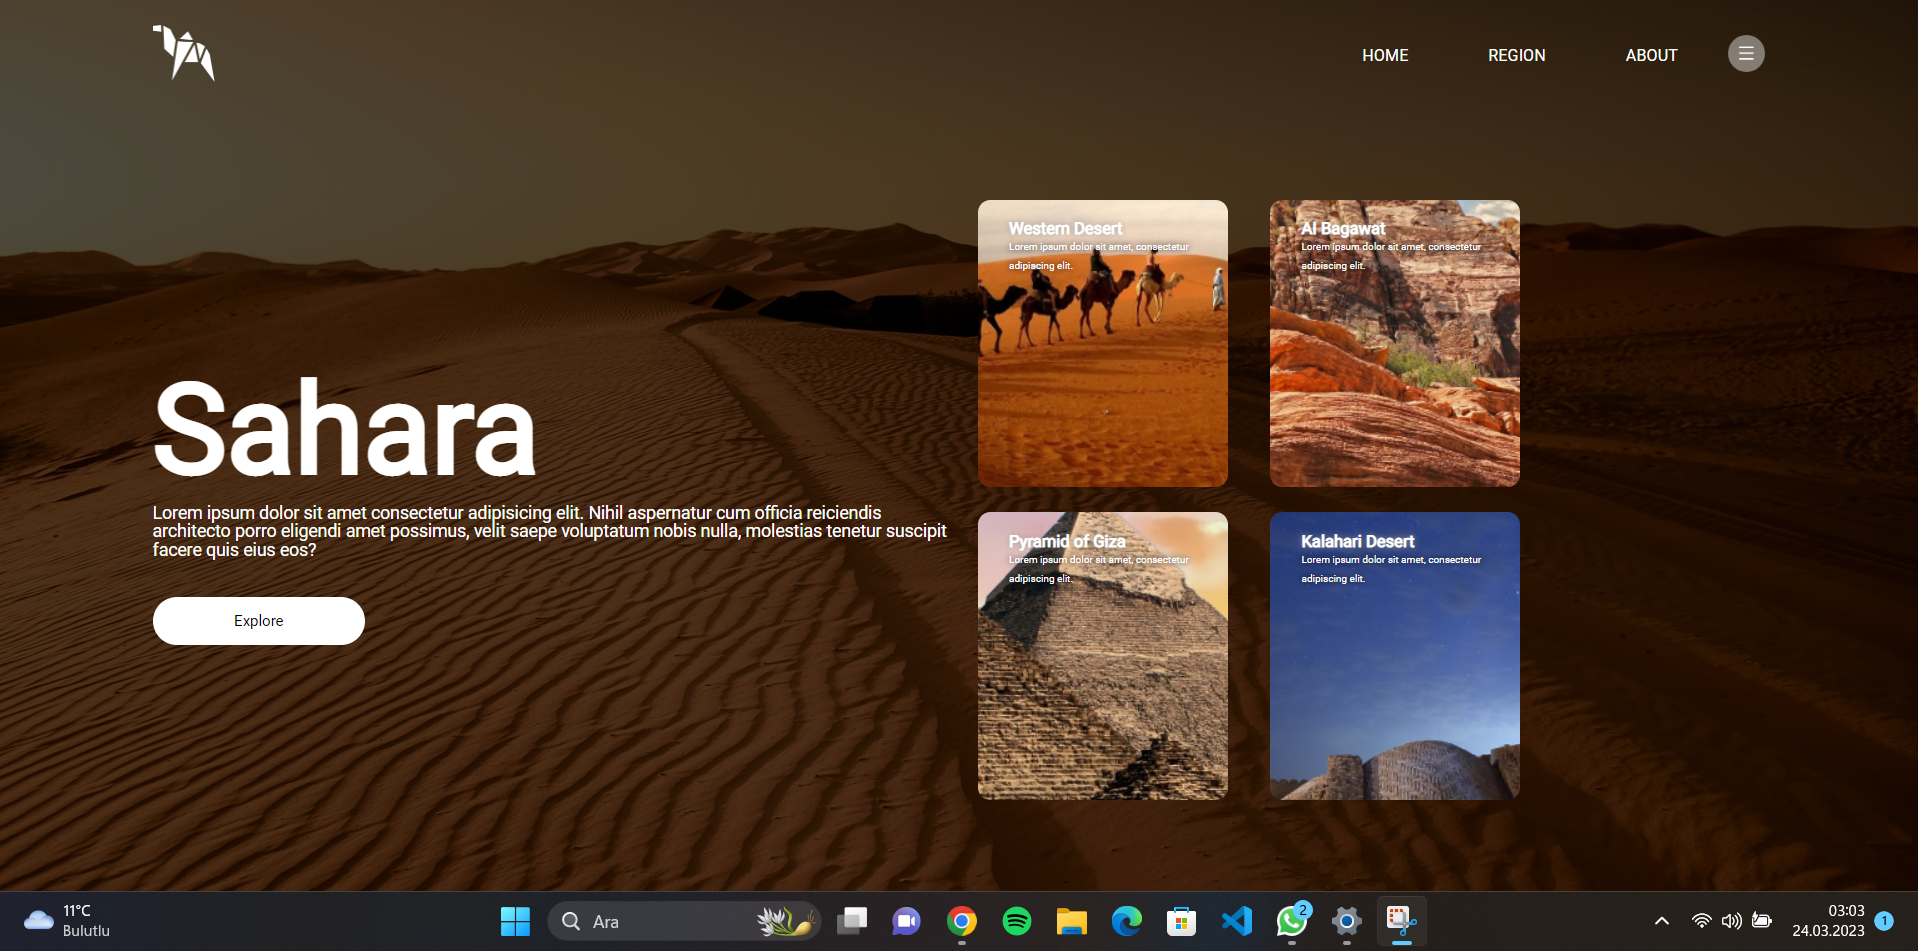 HOME
REGION
ABOUT
Western Desert
Lorem ipsum dolor sit amet, consectetur
adipiscing elit.
Al Bagawat
Lorem ipsum dolor sit amet, consectetur
adipiscing elit.
Sahara
Lorem ipsum dolor sit amet consectetur adipisicing elit. Nihil aspernatur cum officia reiciendis
architecto porro eligendi amet possimus, velit saepe voluptatum nobis nulla, molestias tenetur suscipit
facere quis eius eos?
Explore
Pyramid of Giza
Lorem ipsum dolor sit amet, consectetur
adipiscing elit.
Kalahari Desert
Lorem ipsum dolor sit amet, consectetur
adipiscing elit.
11°C
Bulutlu
Ara
2
03:03
24.03.2023
1